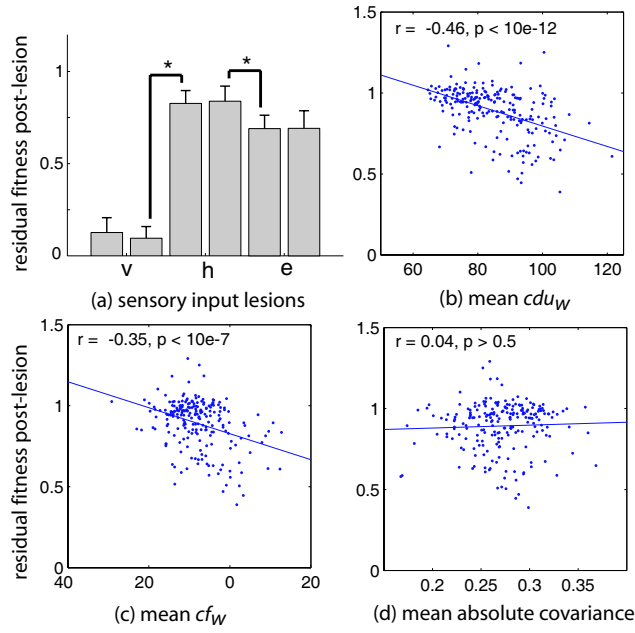 residual fitness post-lesion
1
0.75
0
*
*
v h e
(a) sensory input lesions
r = -0.46, p < 10e-12
1.5
1
0.5
0
60 80 100 120
(b) mean cduW
residual fitness post-lesion
r = -0.35, p < 10e-7
1.5
1
0.5
0
40 20 0 20
(c) mean cfW
r = 0.04, p > 0.5
1.5
1
0.5
0
0.2 0.25 0.3 0.35
(d) mean absolute covariance